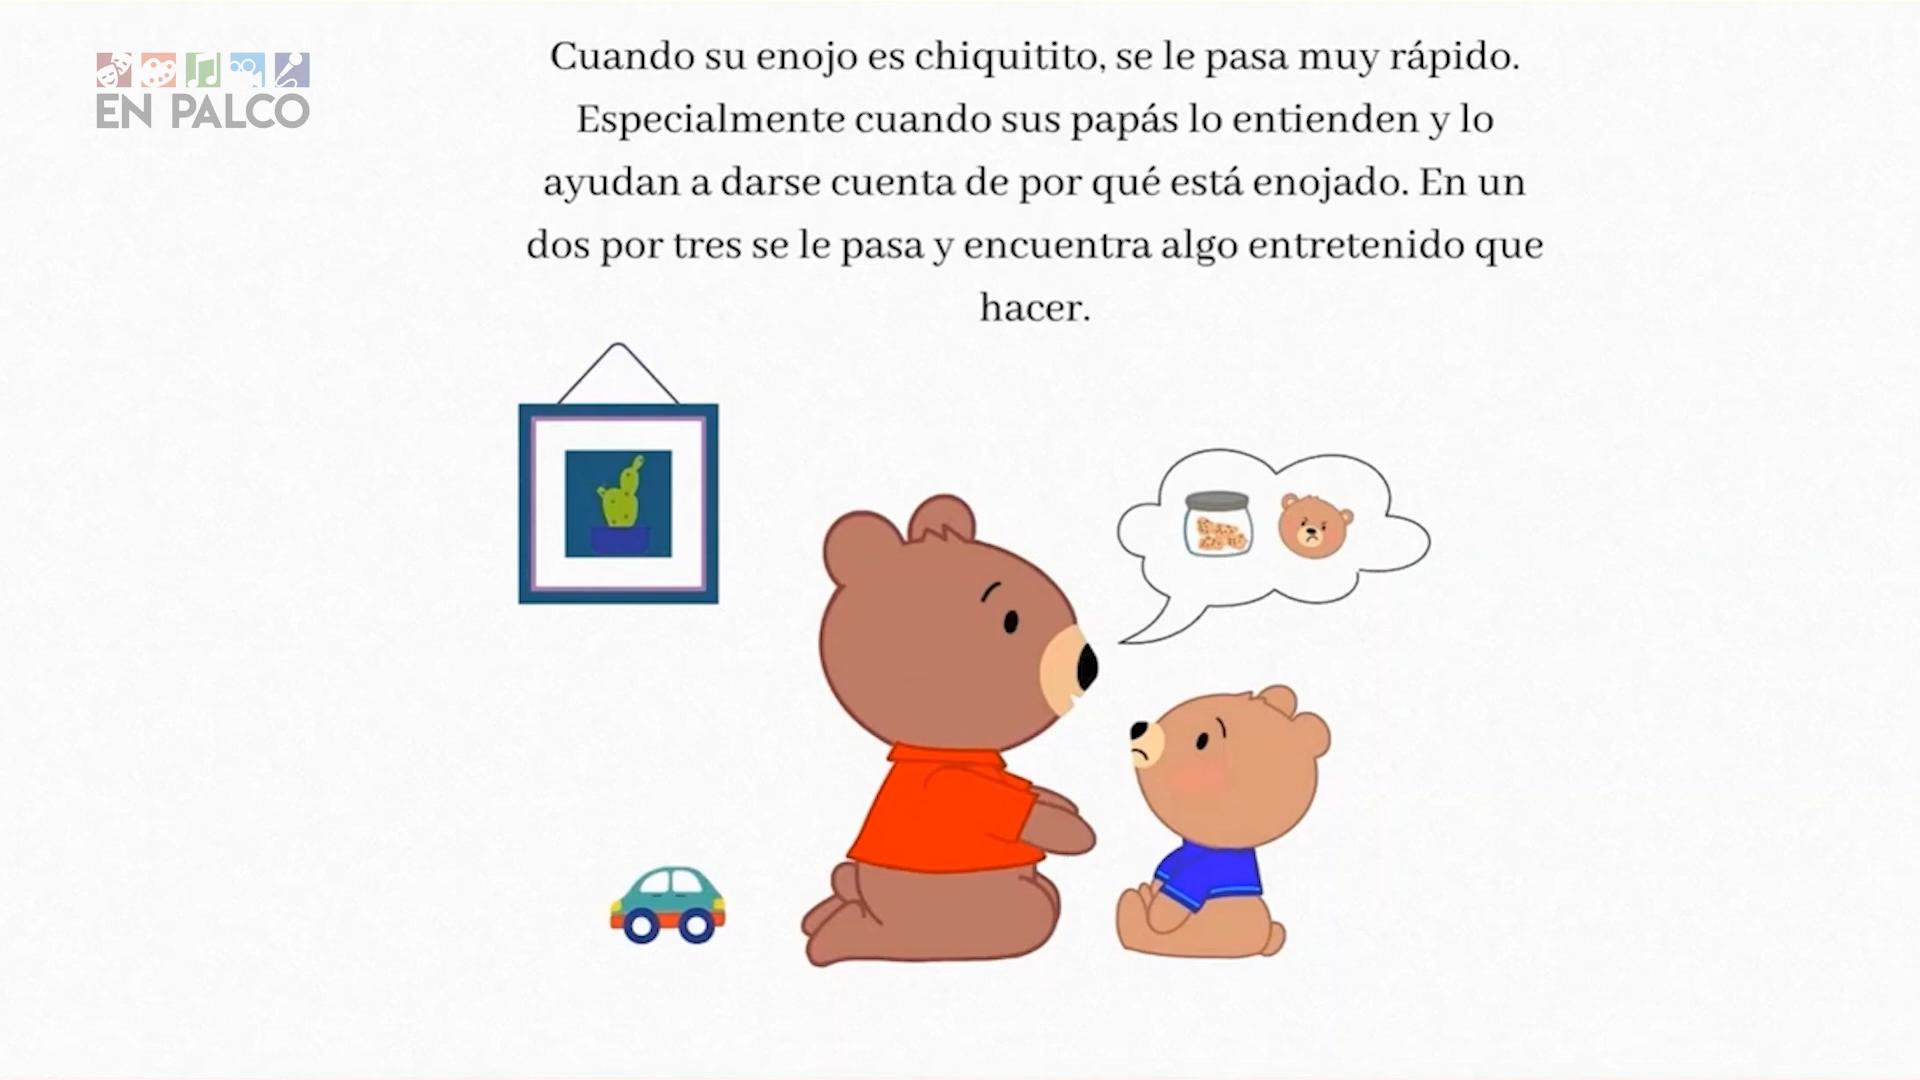 EN PALCO
Cuando su enojo es chiquitito, se le pasa muy rápido.
Especialmente cuando sus papás lo entienden y lo
ayudan a darse cuenta de por qué está enojado. En un
dos por tres se le pasa y encuentra algo entretenido que
hacer.